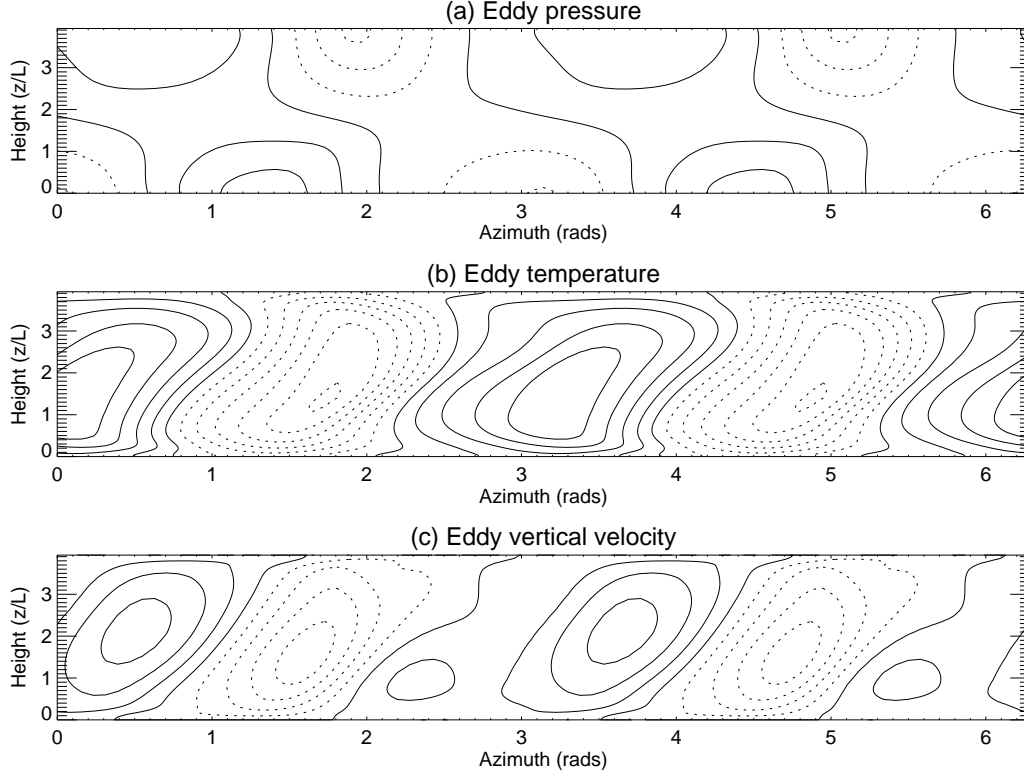 (a) Eddy pressure
Height (z/L)
3
2
1
0
0 1 2 3 4 5 6
Azimuth (rads)
(b) Eddy temperature
Height (z/L)
3
2
1
0
0 1 2 3 4 5 6
Azimuth (rads)
(c) Eddy vertical velocity
Height (z/L)
3
2
1
0
0 1 2 3 4 5 6
Azimuth (rads)